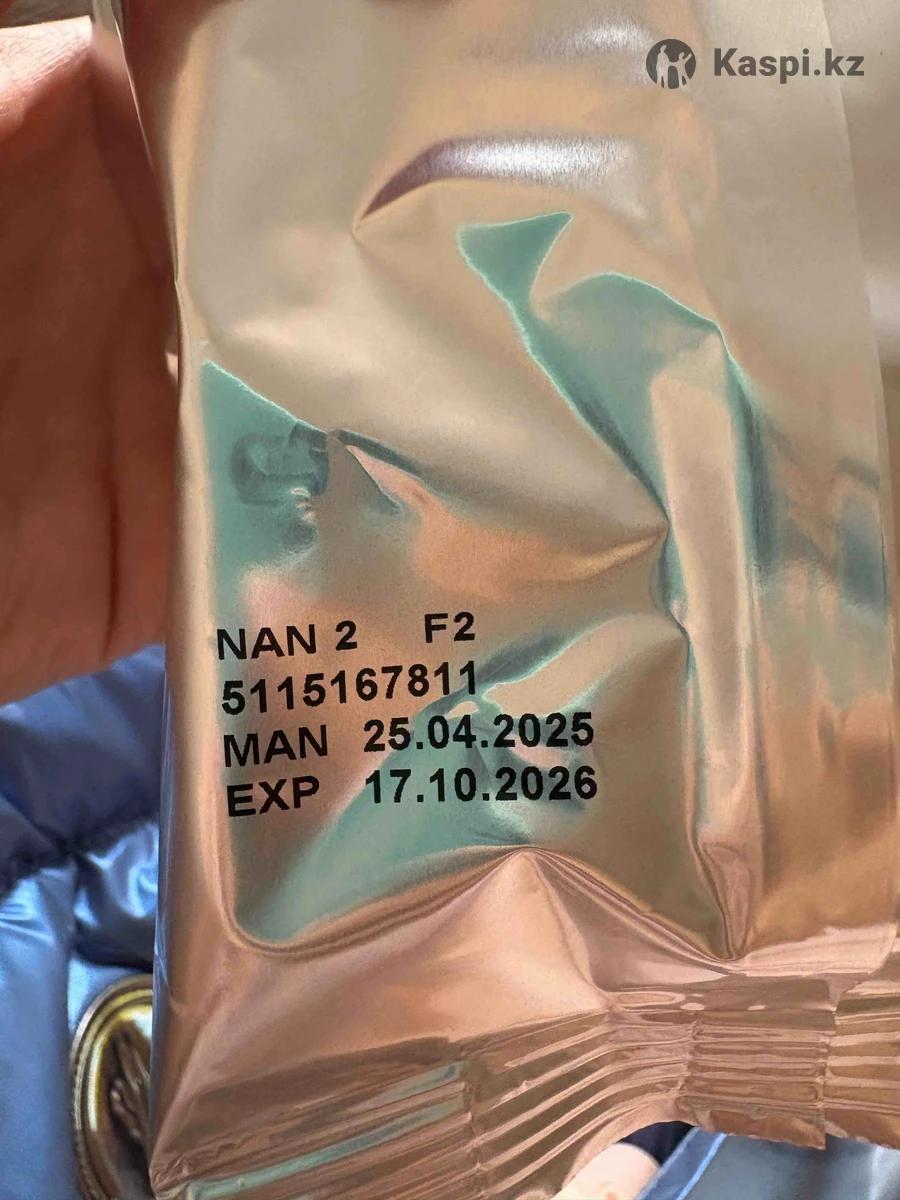 Kaspi.kz
NAN 2 F2
5115167811
MAN 25.04.2025
EXP 17.10.2026